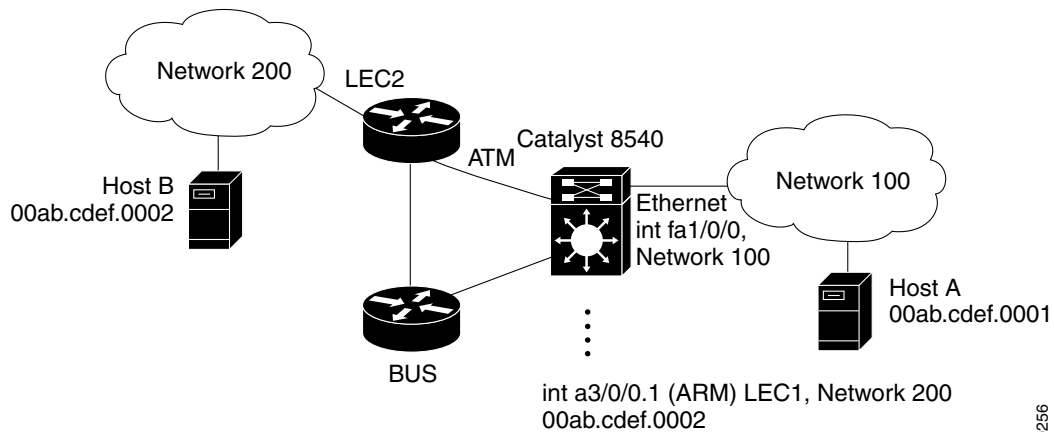 Network 200
LEC2
Catalyst 8540
ATM
Host B
00ab.cdef.0002
Network 100
Ethernet
int fa1/0/0,
Network 100
Host A
00ab.cdef.0001
BUS
int a3/0/0.1 (ARM) LEC1, Network 200
00ab.cdef.0002
256